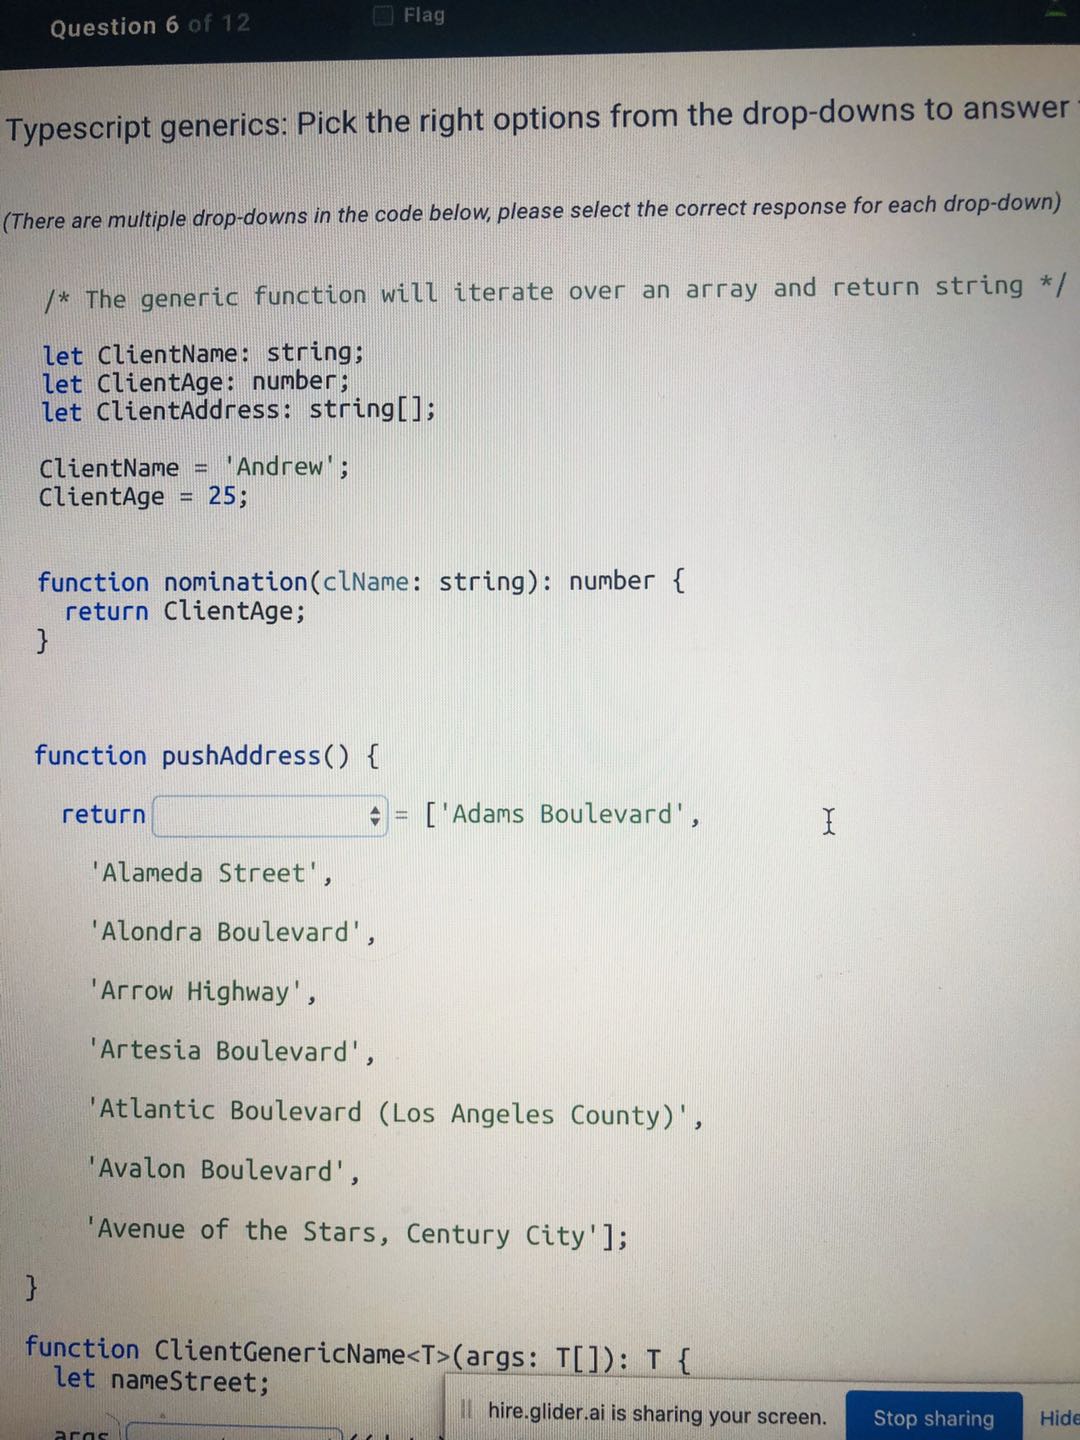 Question 6 of 12
Flag
Typescript generics: Pick the right options from the drop-downs to answer
(There are multiple drop-downs in the code below, please select the correct response for each drop-down)
/* The generic function will iterate over an array and return string */
let ClientName: string;
let ClientAge: number;
let ClientAddress: string[];
ClientName = 'Andrew';
ClientAge = 25;
function nomination(clName: string): number {
return ClientAge;
}
function pushAddress() {
return = ['Adams Boulevard',
'Alameda Street',
'Alondra Boulevard',
'Arrow Highway',
'Artesia Boulevard',
'Atlantic Boulevard (Los Angeles County)',
'Avalon Boulevard',
'Avenue of the Stars, Century City'];
}
function ClientGenericName<T>(args: T[]): T {
let nameStreet;
args
hire.glider.ai is sharing your screen.
Stop sharing
Hide